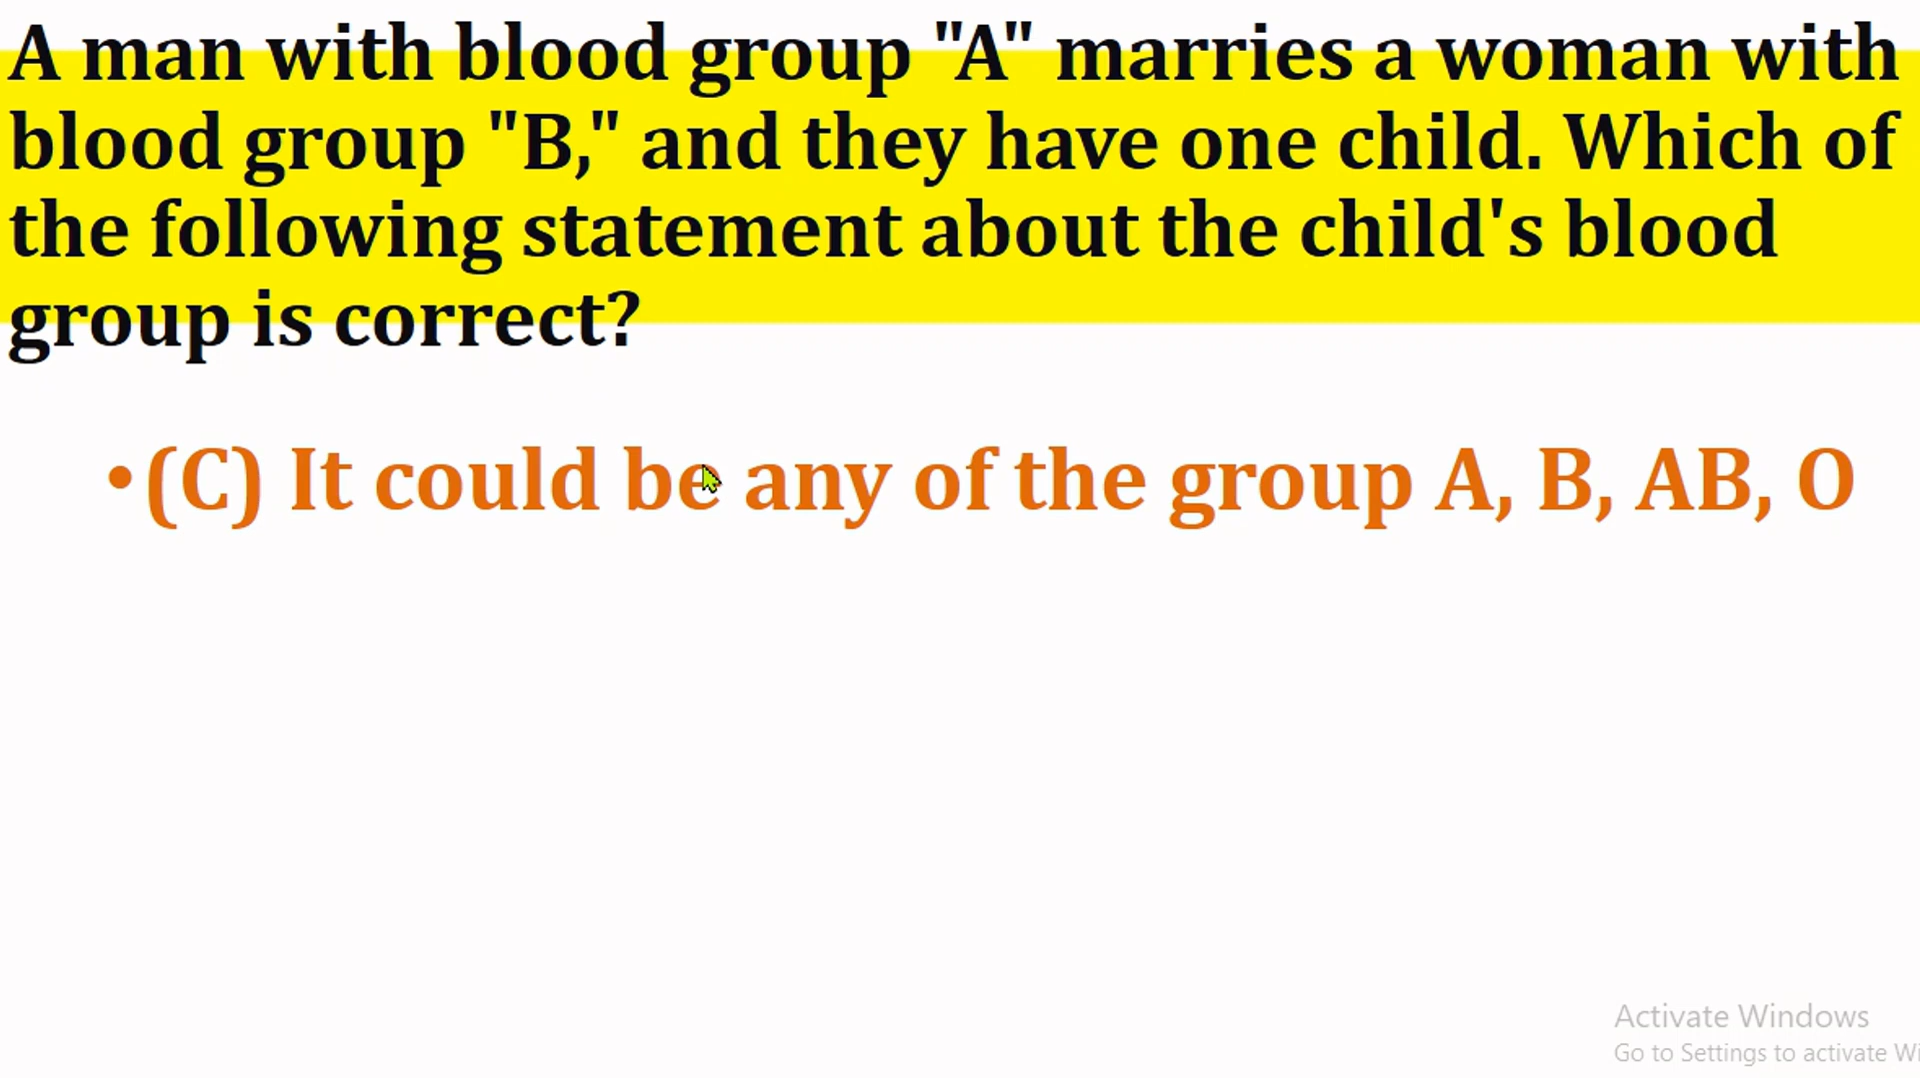 A man with blood group "A" marries a woman with
blood group "B," and they have one child. Which of
the following statement about the child's blood
group is correct?
•(C) It could be any of the group A, B, AB, O
Activate Windows
Go to Settings to activate Wi